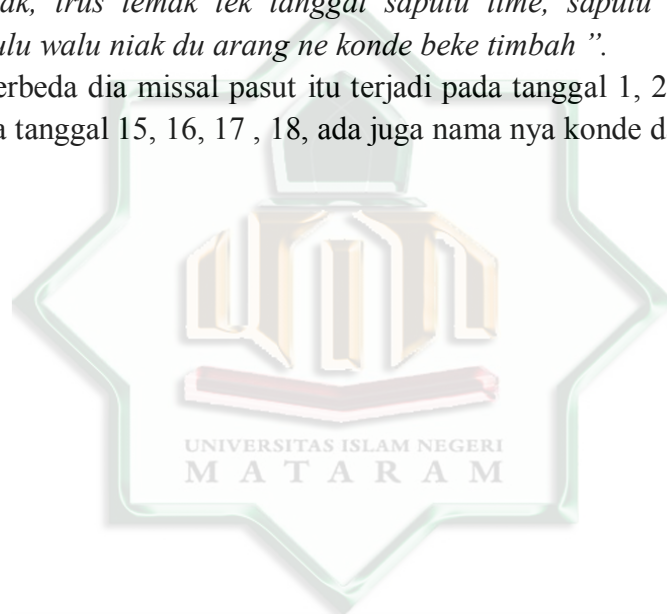 ak, trus lemak lek tanggal sapulu lime, sapulu
ulu walu niak du arang ne konde beke timbah ”.
erbeda dia missal pasut itu terjadi pada tanggal 1, 2
a tanggal 15, 16, 17 , 18, ada juga nama nya konde d
UNIVERSITAS ISLAM NEGERI
M A T A R A M